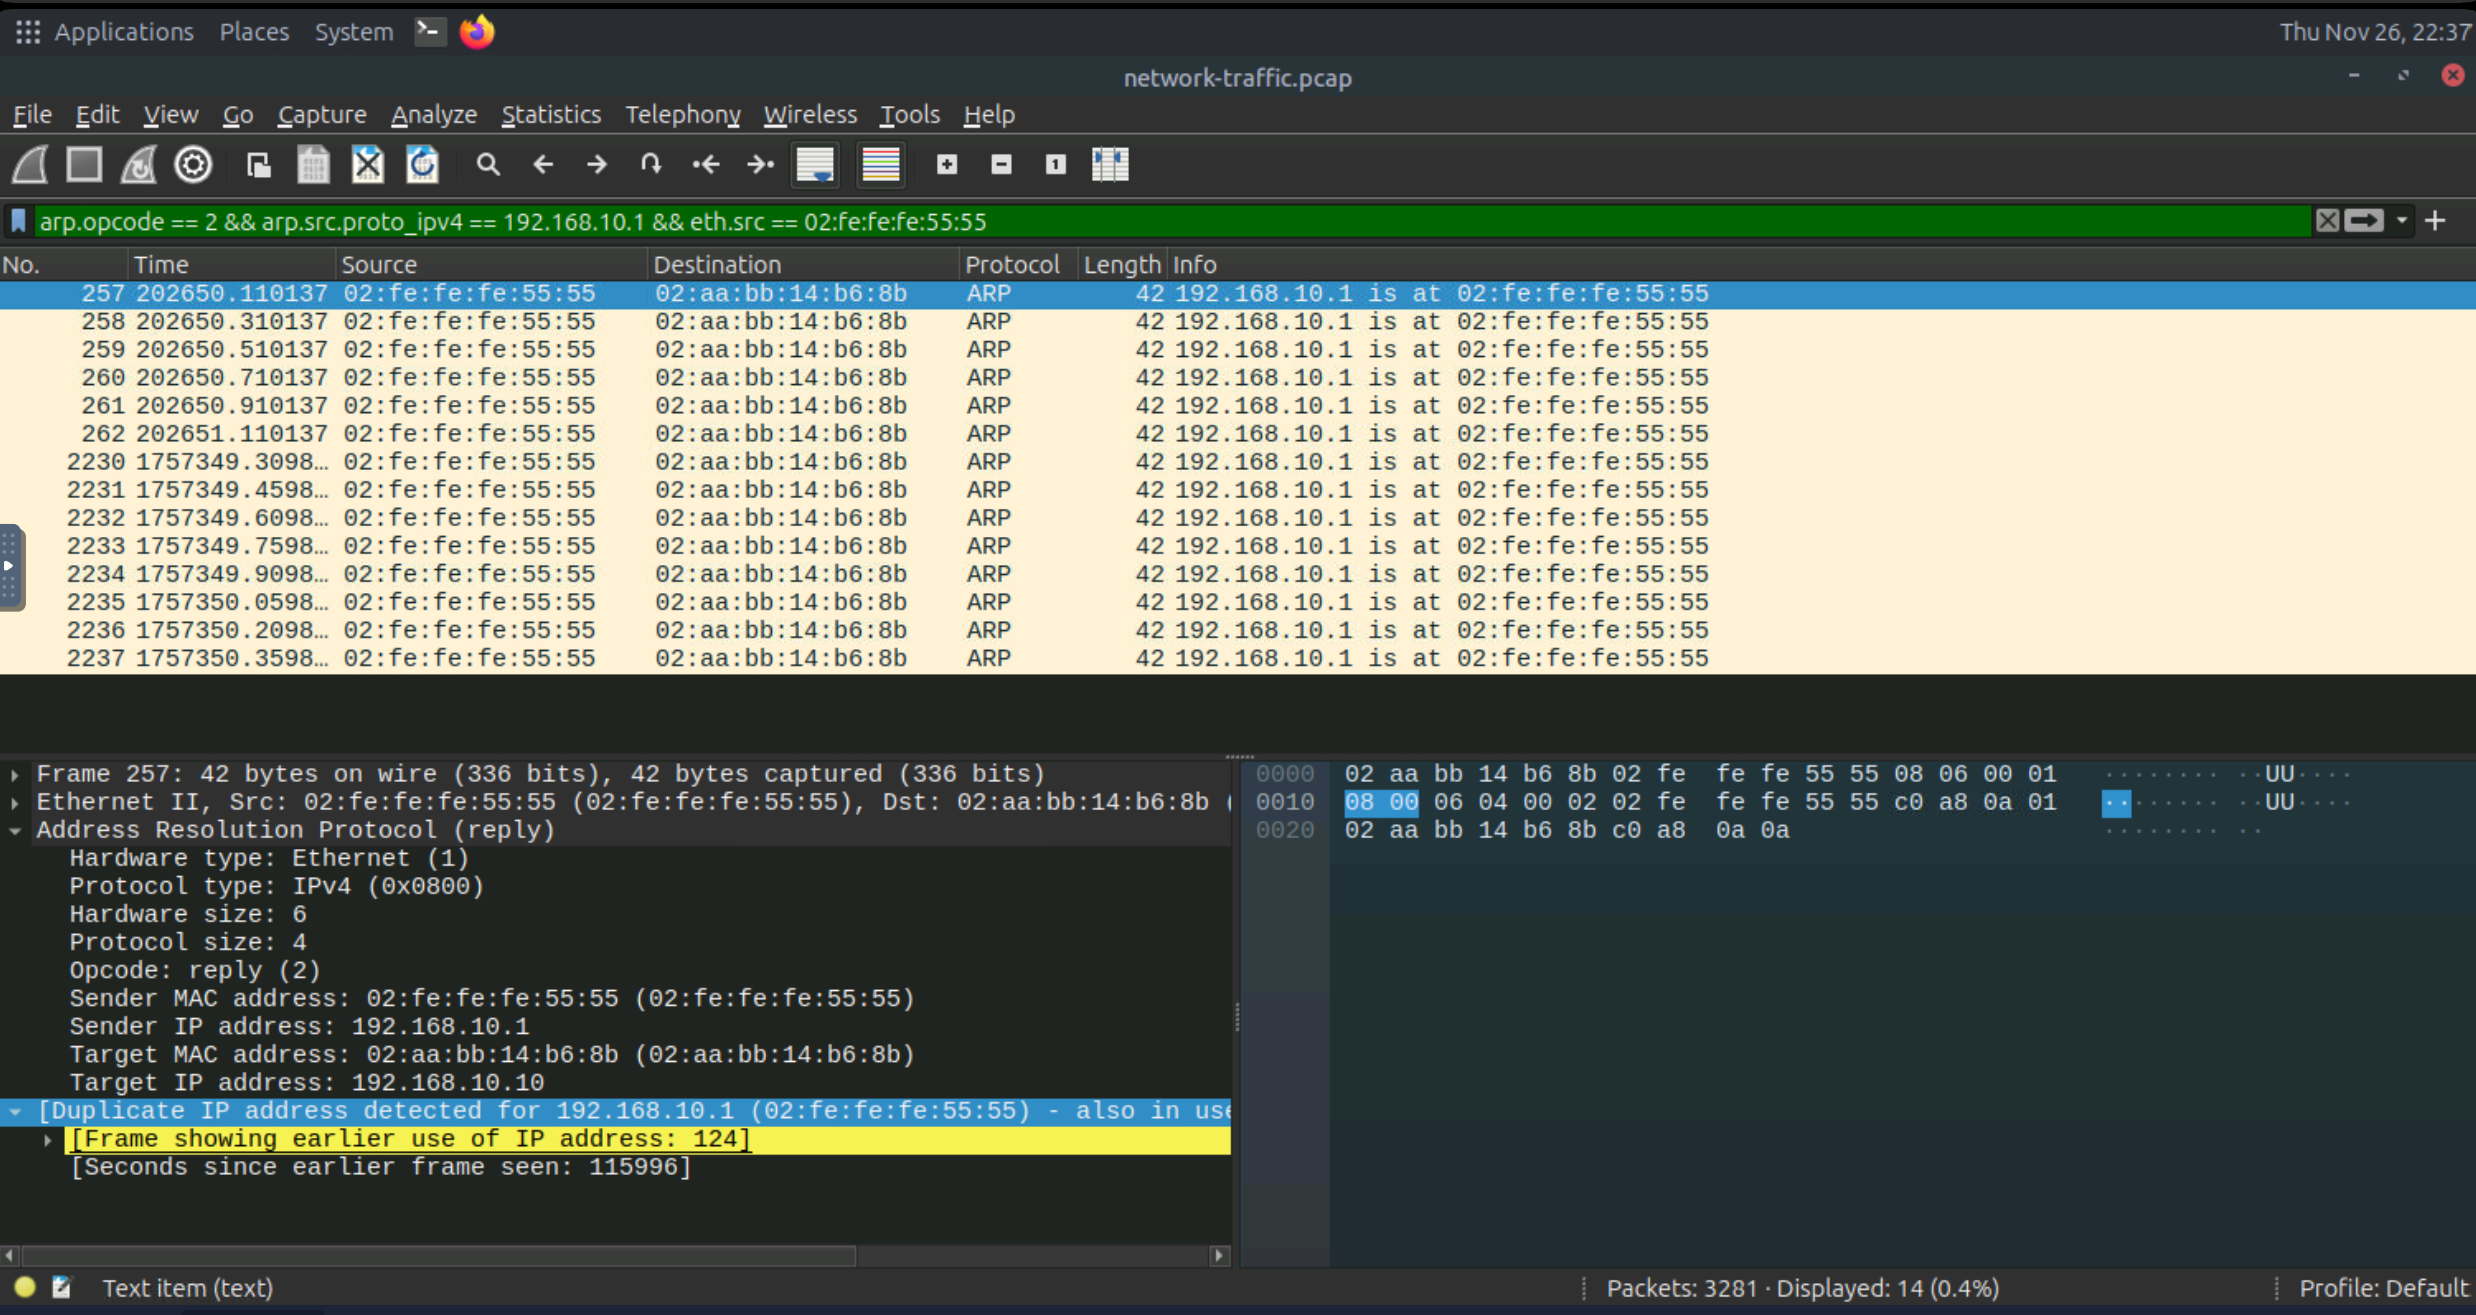 Applications Places System Thu Nov 26, 22:37
network-traffic.pcap
File Edit View Go Capture Analyze Statistics Telephony Wireless Tools Help
arp.opcode == 2 && arp.src.proto_ipv4 == 192.168.10.1 && eth.src == 02:fe:fe:fe:55:55
No. Time Source Destination Protocol Length Info
257 202650.110137 02:fe:fe:fe:55:55 02:aa:bb:14:b6:8b ARP 42 192.168.10.1 is at 02:fe:fe:fe:55:55
258 202650.310137 02:fe:fe:fe:55:55 02:aa:bb:14:b6:8b ARP 42 192.168.10.1 is at 02:fe:fe:fe:55:55
259 202650.510137 02:fe:fe:fe:55:55 02:aa:bb:14:b6:8b ARP 42 192.168.10.1 is at 02:fe:fe:fe:55:55
260 202650.710137 02:fe:fe:fe:55:55 02:aa:bb:14:b6:8b ARP 42 192.168.10.1 is at 02:fe:fe:fe:55:55
261 202650.910137 02:fe:fe:fe:55:55 02:aa:bb:14:b6:8b ARP 42 192.168.10.1 is at 02:fe:fe:fe:55:55
262 202651.110137 02:fe:fe:fe:55:55 02:aa:bb:14:b6:8b ARP 42 192.168.10.1 is at 02:fe:fe:fe:55:55
2230 1757349.3098… 02:fe:fe:fe:55:55 02:aa:bb:14:b6:8b ARP 42 192.168.10.1 is at 02:fe:fe:fe:55:55
2231 1757349.4598… 02:fe:fe:fe:55:55 02:aa:bb:14:b6:8b ARP 42 192.168.10.1 is at 02:fe:fe:fe:55:55
2232 1757349.6098… 02:fe:fe:fe:55:55 02:aa:bb:14:b6:8b ARP 42 192.168.10.1 is at 02:fe:fe:fe:55:55
2233 1757349.7598… 02:fe:fe:fe:55:55 02:aa:bb:14:b6:8b ARP 42 192.168.10.1 is at 02:fe:fe:fe:55:55
2234 1757349.9098… 02:fe:fe:fe:55:55 02:aa:bb:14:b6:8b ARP 42 192.168.10.1 is at 02:fe:fe:fe:55:55
2235 1757350.0598… 02:fe:fe:fe:55:55 02:aa:bb:14:b6:8b ARP 42 192.168.10.1 is at 02:fe:fe:fe:55:55
2236 1757350.2098… 02:fe:fe:fe:55:55 02:aa:bb:14:b6:8b ARP 42 192.168.10.1 is at 02:fe:fe:fe:55:55
2237 1757350.3598… 02:fe:fe:fe:55:55 02:aa:bb:14:b6:8b ARP 42 192.168.10.1 is at 02:fe:fe:fe:55:55
Frame 257: 42 bytes on wire (336 bits), 42 bytes captured (336 bits)
Ethernet II, Src: 02:fe:fe:fe:55:55 (02:fe:fe:fe:55:55), Dst: 02:aa:bb:14:b6:8b (
Address Resolution Protocol (reply)
Hardware type: Ethernet (1)
Protocol type: IPv4 (0x0800)
Hardware size: 6
Protocol size: 4
Opcode: reply (2)
Sender MAC address: 02:fe:fe:fe:55:55 (02:fe:fe:fe:55:55)
Sender IP address: 192.168.10.1
Target MAC address: 02:aa:bb:14:b6:8b (02:aa:bb:14:b6:8b)
Target IP address: 192.168.10.10
[Duplicate IP address detected for 192.168.10.1 (02:fe:fe:fe:55:55) - also in use
[Frame showing earlier use of IP address: 124]
[Seconds since earlier frame seen: 115996]
0000 02 aa bb 14 b6 8b 02 fe fe fe 55 55 08 06 00 01 ········ ··UU····
0010 08 00 06 04 00 02 02 fe fe fe 55 55 c0 a8 0a 01 ········ ··UU····
0020 02 aa bb 14 b6 8b c0 a8 0a 0a ········ ··
Text item (text) Packets: 3281 · Displayed: 14 (0.4%) Profile: Default